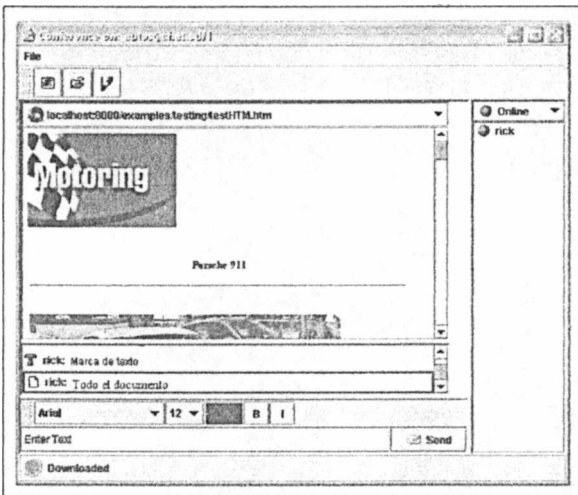 File
localhost:8080/examples/testing/testHTM.htm
Online
rick
Motoring
Porsche 911
rick: Marca de texto
rick: Todo el documento
Arial
12
B
I
Enter Text
Send
Downloaded